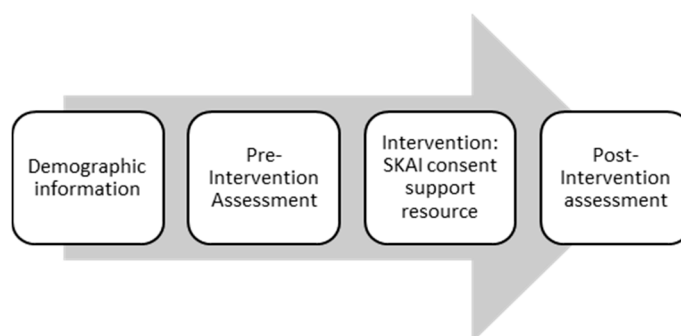 Demographic
information
Pre-
Intervention
Assessment
Intervention:
SKAI consent
support
resource
Post-
Intervention
assessment